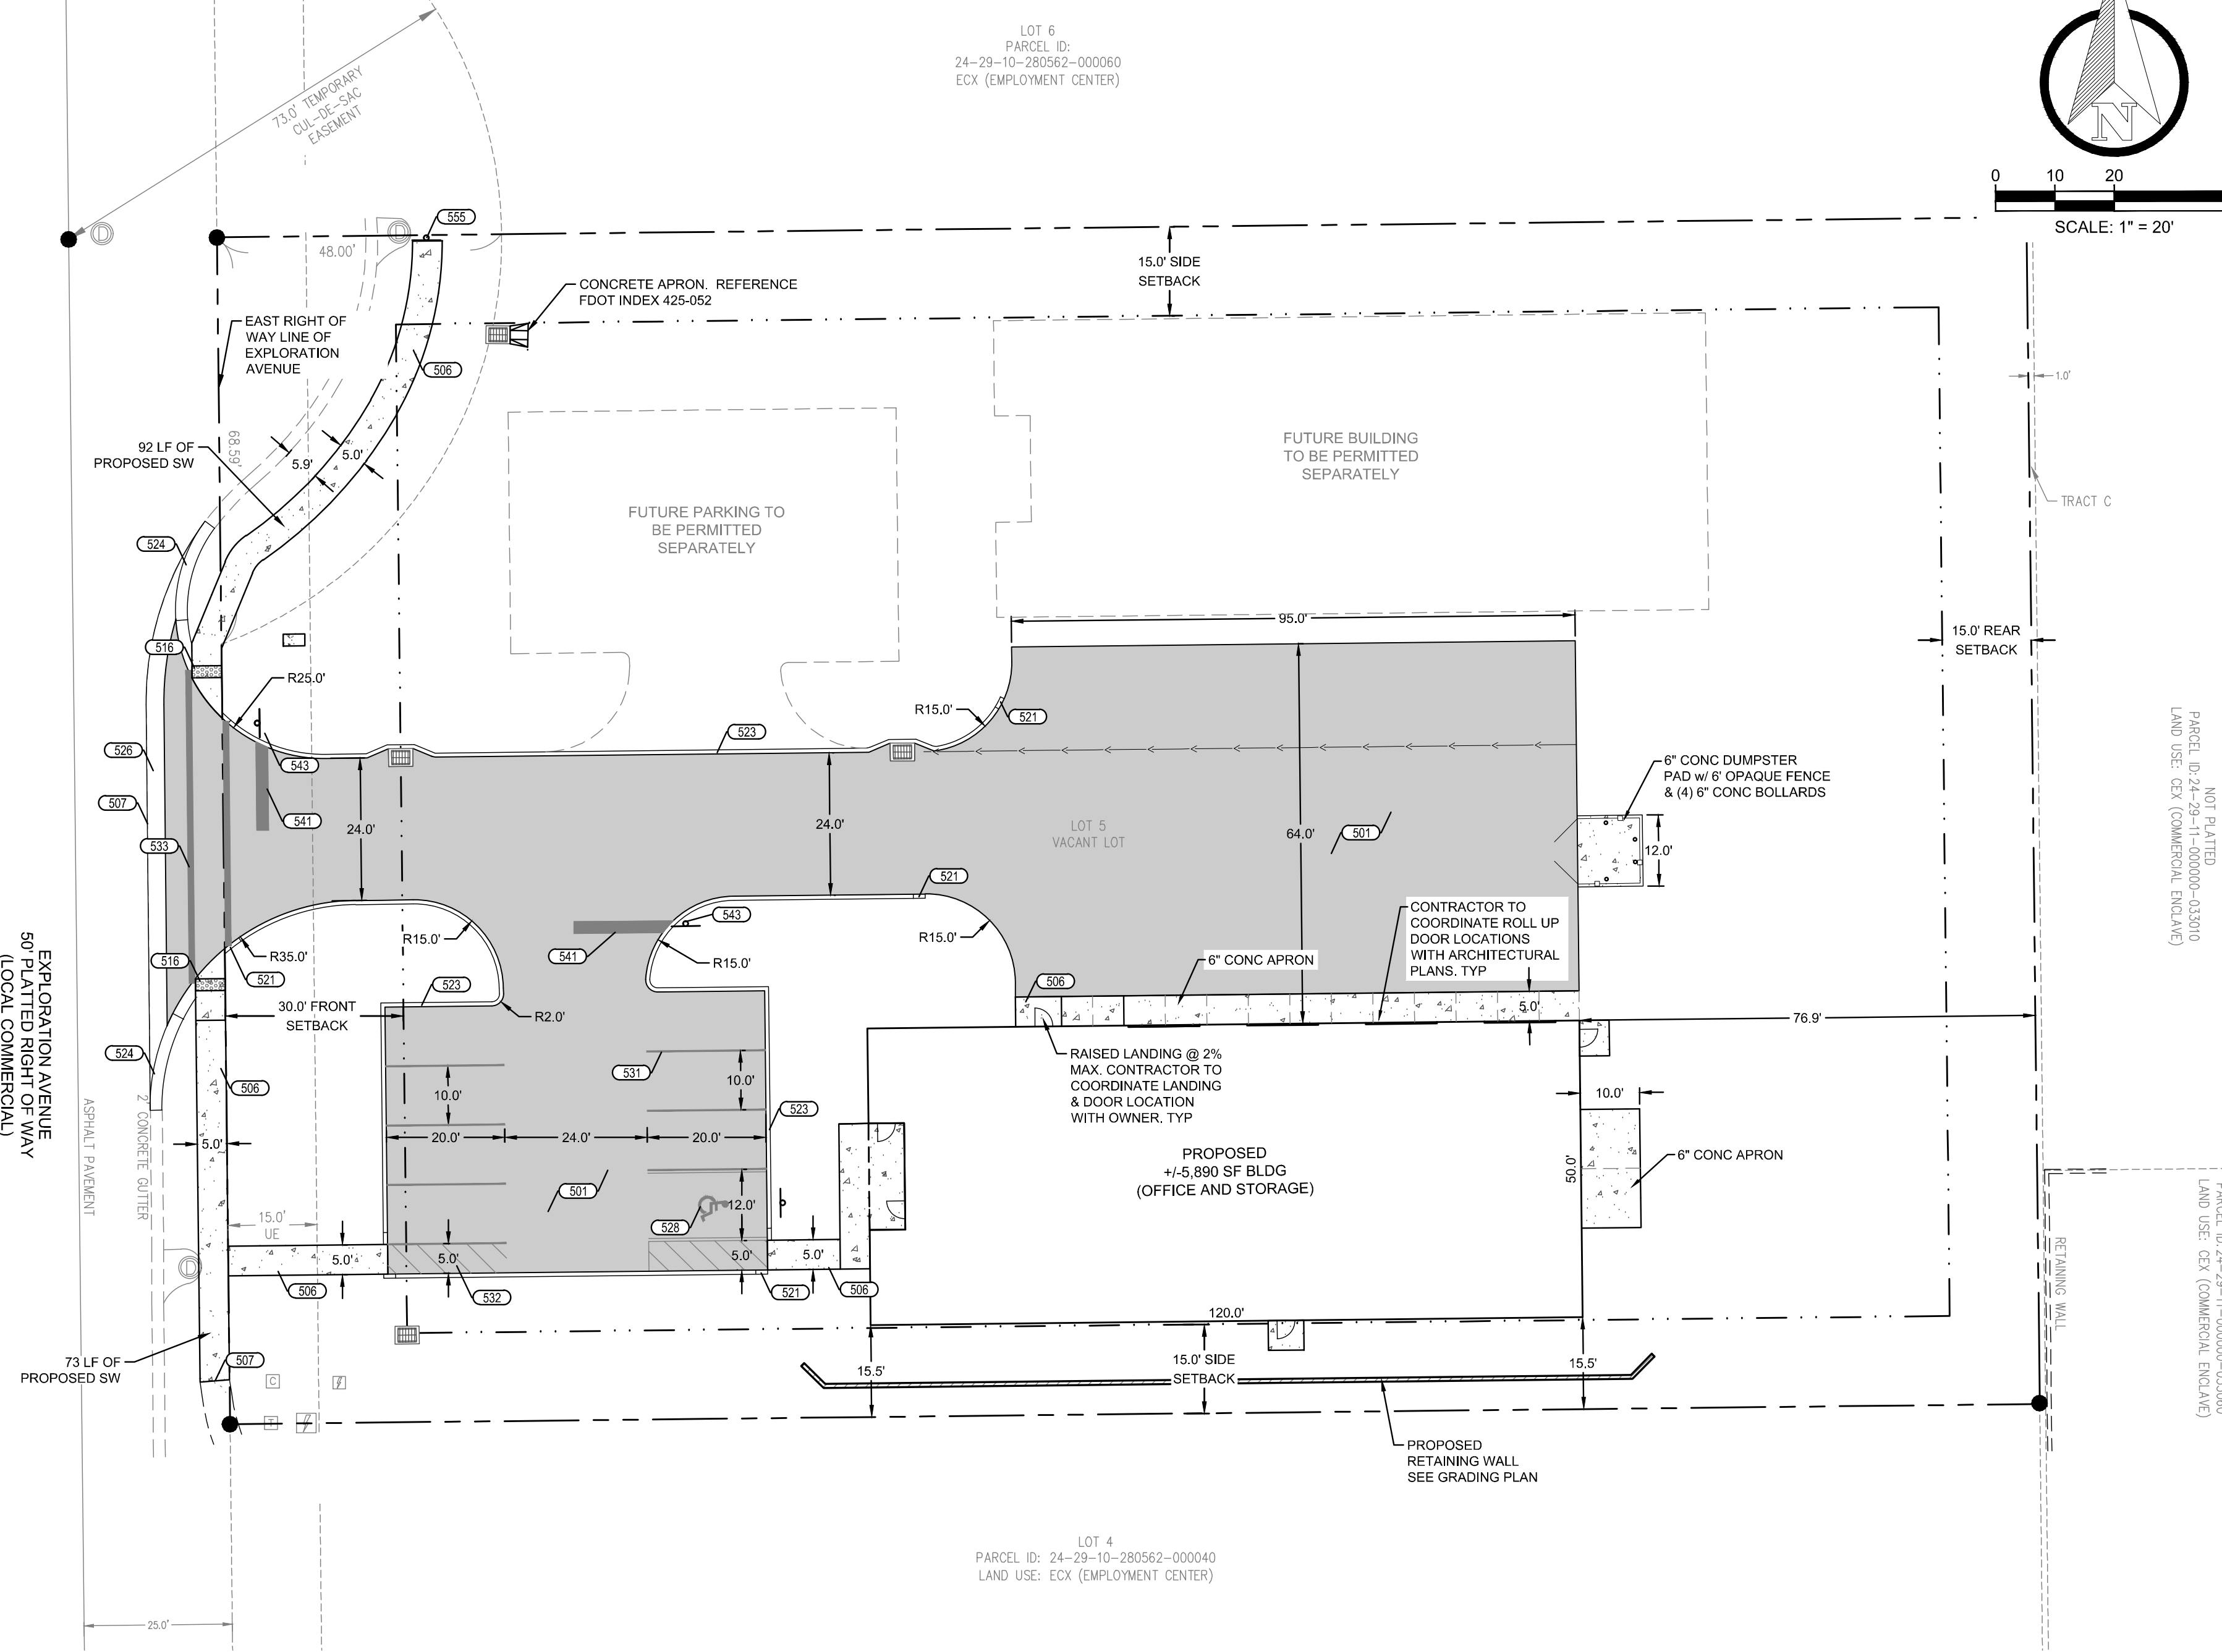 LOT 6
PARCEL ID:
24-29-10-280562-000060
ECX (EMPLOYMENT CENTER)
N
0 10 20
SCALE: 1" = 20'
73.0' TEMPORARY
CUL-DE-SAC
EASEMENT
D
D
48.00'
555
CONCRETE APRON. REFERENCE
FDOT INDEX 425-052
15.0' SIDE
SETBACK
EAST RIGHT OF
WAY LINE OF
EXPLORATION
AVENUE
506
1.0'
92 LF OF
PROPOSED SW
68.59'
5.9'
5.0'
FUTURE BUILDING
TO BE PERMITTED
SEPARATELY
TRACT C
FUTURE PARKING TO
BE PERMITTED
SEPARATELY
524
95.0'
15.0' REAR
SETBACK
516
R25.0'
R15.0'
521
523
526
543
507
541
24.0'
24.0'
533
LOT 5
VACANT LOT
64.0'
501
6" CONC DUMPSTER
PAD w/ 6' OPAQUE FENCE
& (4) 6" CONC BOLLARDS
12.0'
NOT PLATTED
PARCEL ID:24-29-11-000000-033010
LAND USE: CEX (COMMERCIAL ENCLAVE)
521
543
R15.0'
R15.0'
541
R15.0'
R35.0'
516
521
CONTRACTOR TO
COORDINATE ROLL UP
DOOR LOCATIONS
WITH ARCHITECTURAL
PLANS. TYP
6" CONC APRON
506
523
30.0' FRONT
SETBACK
R2.0'
5.0'
76.9'
EXPLORATION AVENUE
50' PLATTED RIGHT OF WAY
(LOCAL COMMERCIAL)
524
RAISED LANDING @ 2%
MAX. CONTRACTOR TO
COORDINATE LANDING
& DOOR LOCATION
WITH OWNER. TYP
531
10.0'
10.0'
506
10.0'
523
ASPHALT PAVEMENT
2' CONCRETE GUTTER
5.0'
20.0'
24.0'
20.0'
PROPOSED
+/-5,890 SF BLDG
(OFFICE AND STORAGE)
50.0'
6" CONC APRON
501
12.0'
528
15.0'
UE
D
5.0'
5.0'
5.0'
5.0'
506
532
521
506
RETAINING WALL
PARCEL ID:24-29-11-000000-033060
LAND USE: CEX (COMMERCIAL ENCLAVE)
120.0'
73 LF OF
PROPOSED SW
507
C
T
15.5'
15.0' SIDE
SETBACK
15.5'
PROPOSED
RETAINING WALL
SEE GRADING PLAN
LOT 4
PARCEL ID: 24-29-10-280562-000040
LAND USE: ECX (EMPLOYMENT CENTER)
25.0'